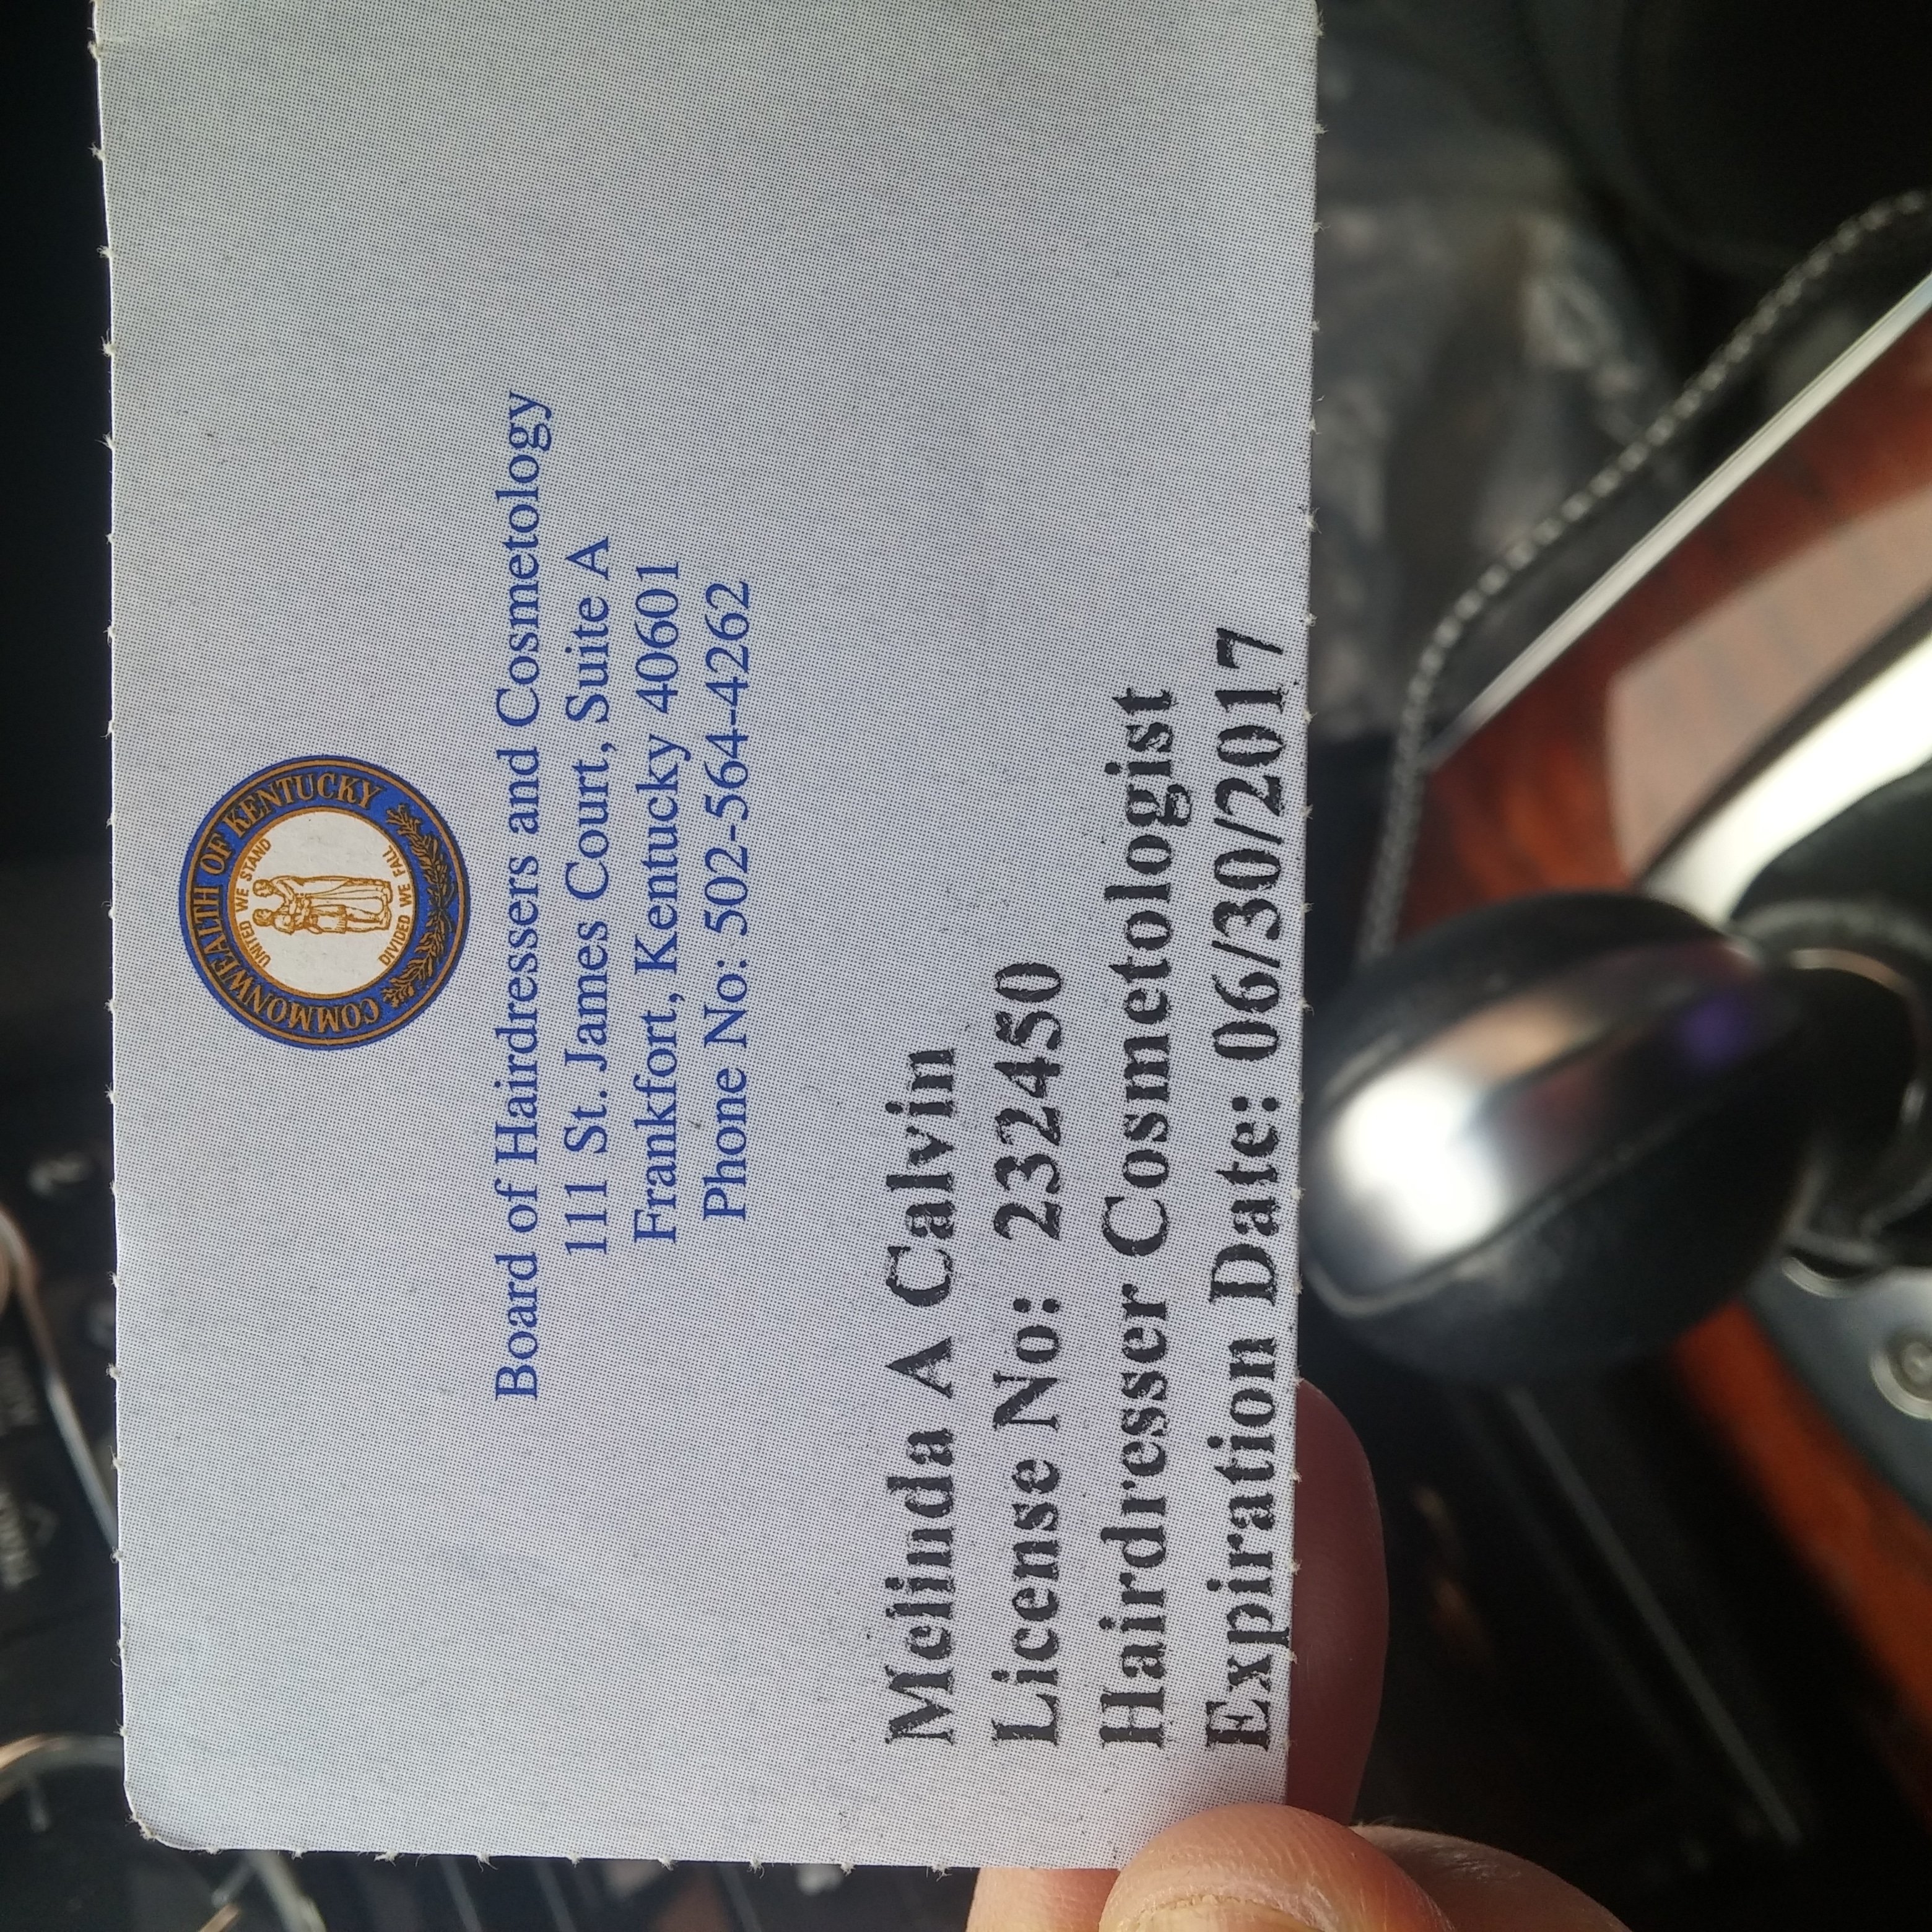 COMMONWEALTH OF KENTUCKY
UNITED WE STAND
DIVIDED WE FALL
Board of Hairdressers and Cosmetology
111 St. James Court, Suite A
Frankfort, Kentucky 40601
Phone No: 502-564-4262
Melinda A Calvin
License No: 232450
Hairdresser Cosmetologist
Expiration Date: 06/30/2017